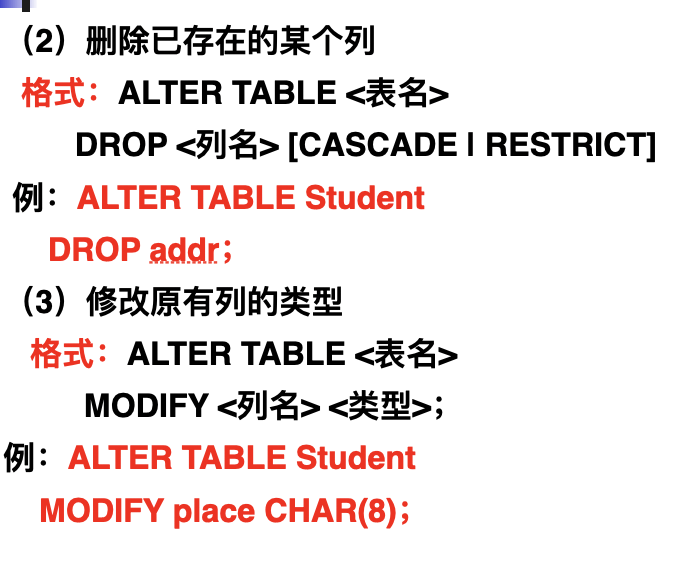 （2）删除已存在的某个列
格式：ALTER TABLE <表名>
DROP <列名> [CASCADE | RESTRICT]
例：ALTER TABLE Student
DROP addr；
（3）修改原有列的类型
格式：ALTER TABLE <表名>
MODIFY <列名> <类型>；
例：ALTER TABLE Student
MODIFY place CHAR(8)；